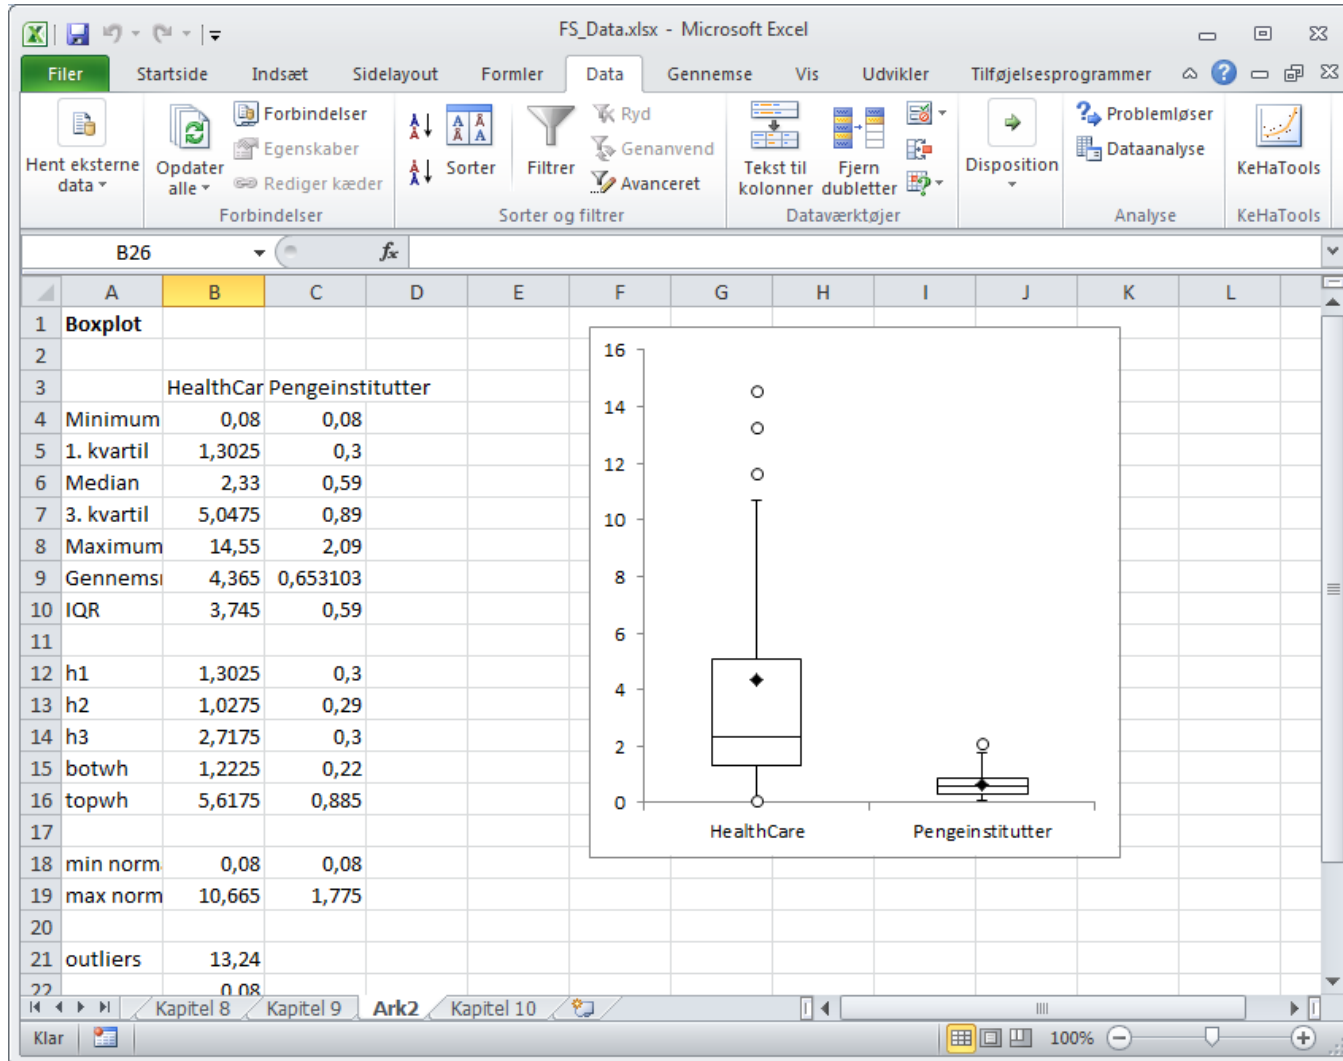 FS_Data.xlsx - Microsoft Excel
Filer Startside Indsæt Sidelayout Formler Data Gennemse Vis Udvikler Tilføjelsesprogrammer
Hent eksterne data
Opdater alle
Forbindelser
Egenskaber
Rediger kæder
Forbindelser
Sorter
Filtrer
Ryd
Genanvend
Avanceret
Sorter og filtrer
Tekst til kolonner
Fjern dubletter
Dataværktøjer
Disposition
Problemløser
Dataanalyse
Analyse
KeHaTools
KeHaTools
B26 fx
A B C D E F G H I J K L
1 Boxplot
2
3 HealthCar Pengeinstitutter
4 Minimum 0,08 0,08
5 1. kvartil 1,3025 0,3
6 Median 2,33 0,59
7 3. kvartil 5,0475 0,89
8 Maximum 14,55 2,09
9 Gennemsı 4,365 0,653103
10 IQR 3,745 0,59
11
12 h1 1,3025 0,3
13 h2 1,0275 0,29
14 h3 2,7175 0,3
15 botwh 1,2225 0,22
16 topwh 5,6175 0,885
17
18 min norm 0,08 0,08
19 max norm 10,665 1,775
20
21 outliers 13,24
22 0,08
16
14
12
10
8
6
4
2
0
HealthCare Pengeinstitutter
Kapitel 8 Kapitel 9 Ark2 Kapitel 10
Klar 100%